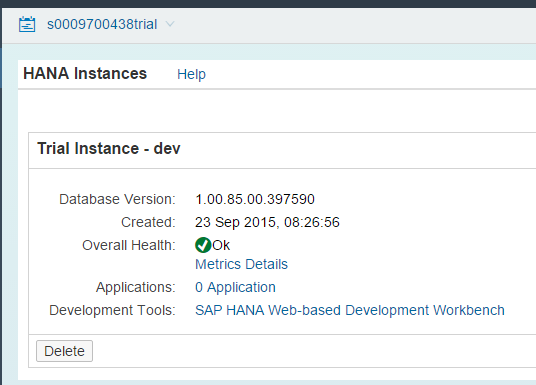 s0009700438trial
HANA Instances Help
Trial Instance - dev
Database Version: 1.00.85.00.397590
Created: 23 Sep 2015, 08:26:56
Overall Health: Ok
Metrics Details
Applications: 0 Application
Development Tools: SAP HANA Web-based Development Workbench
Delete